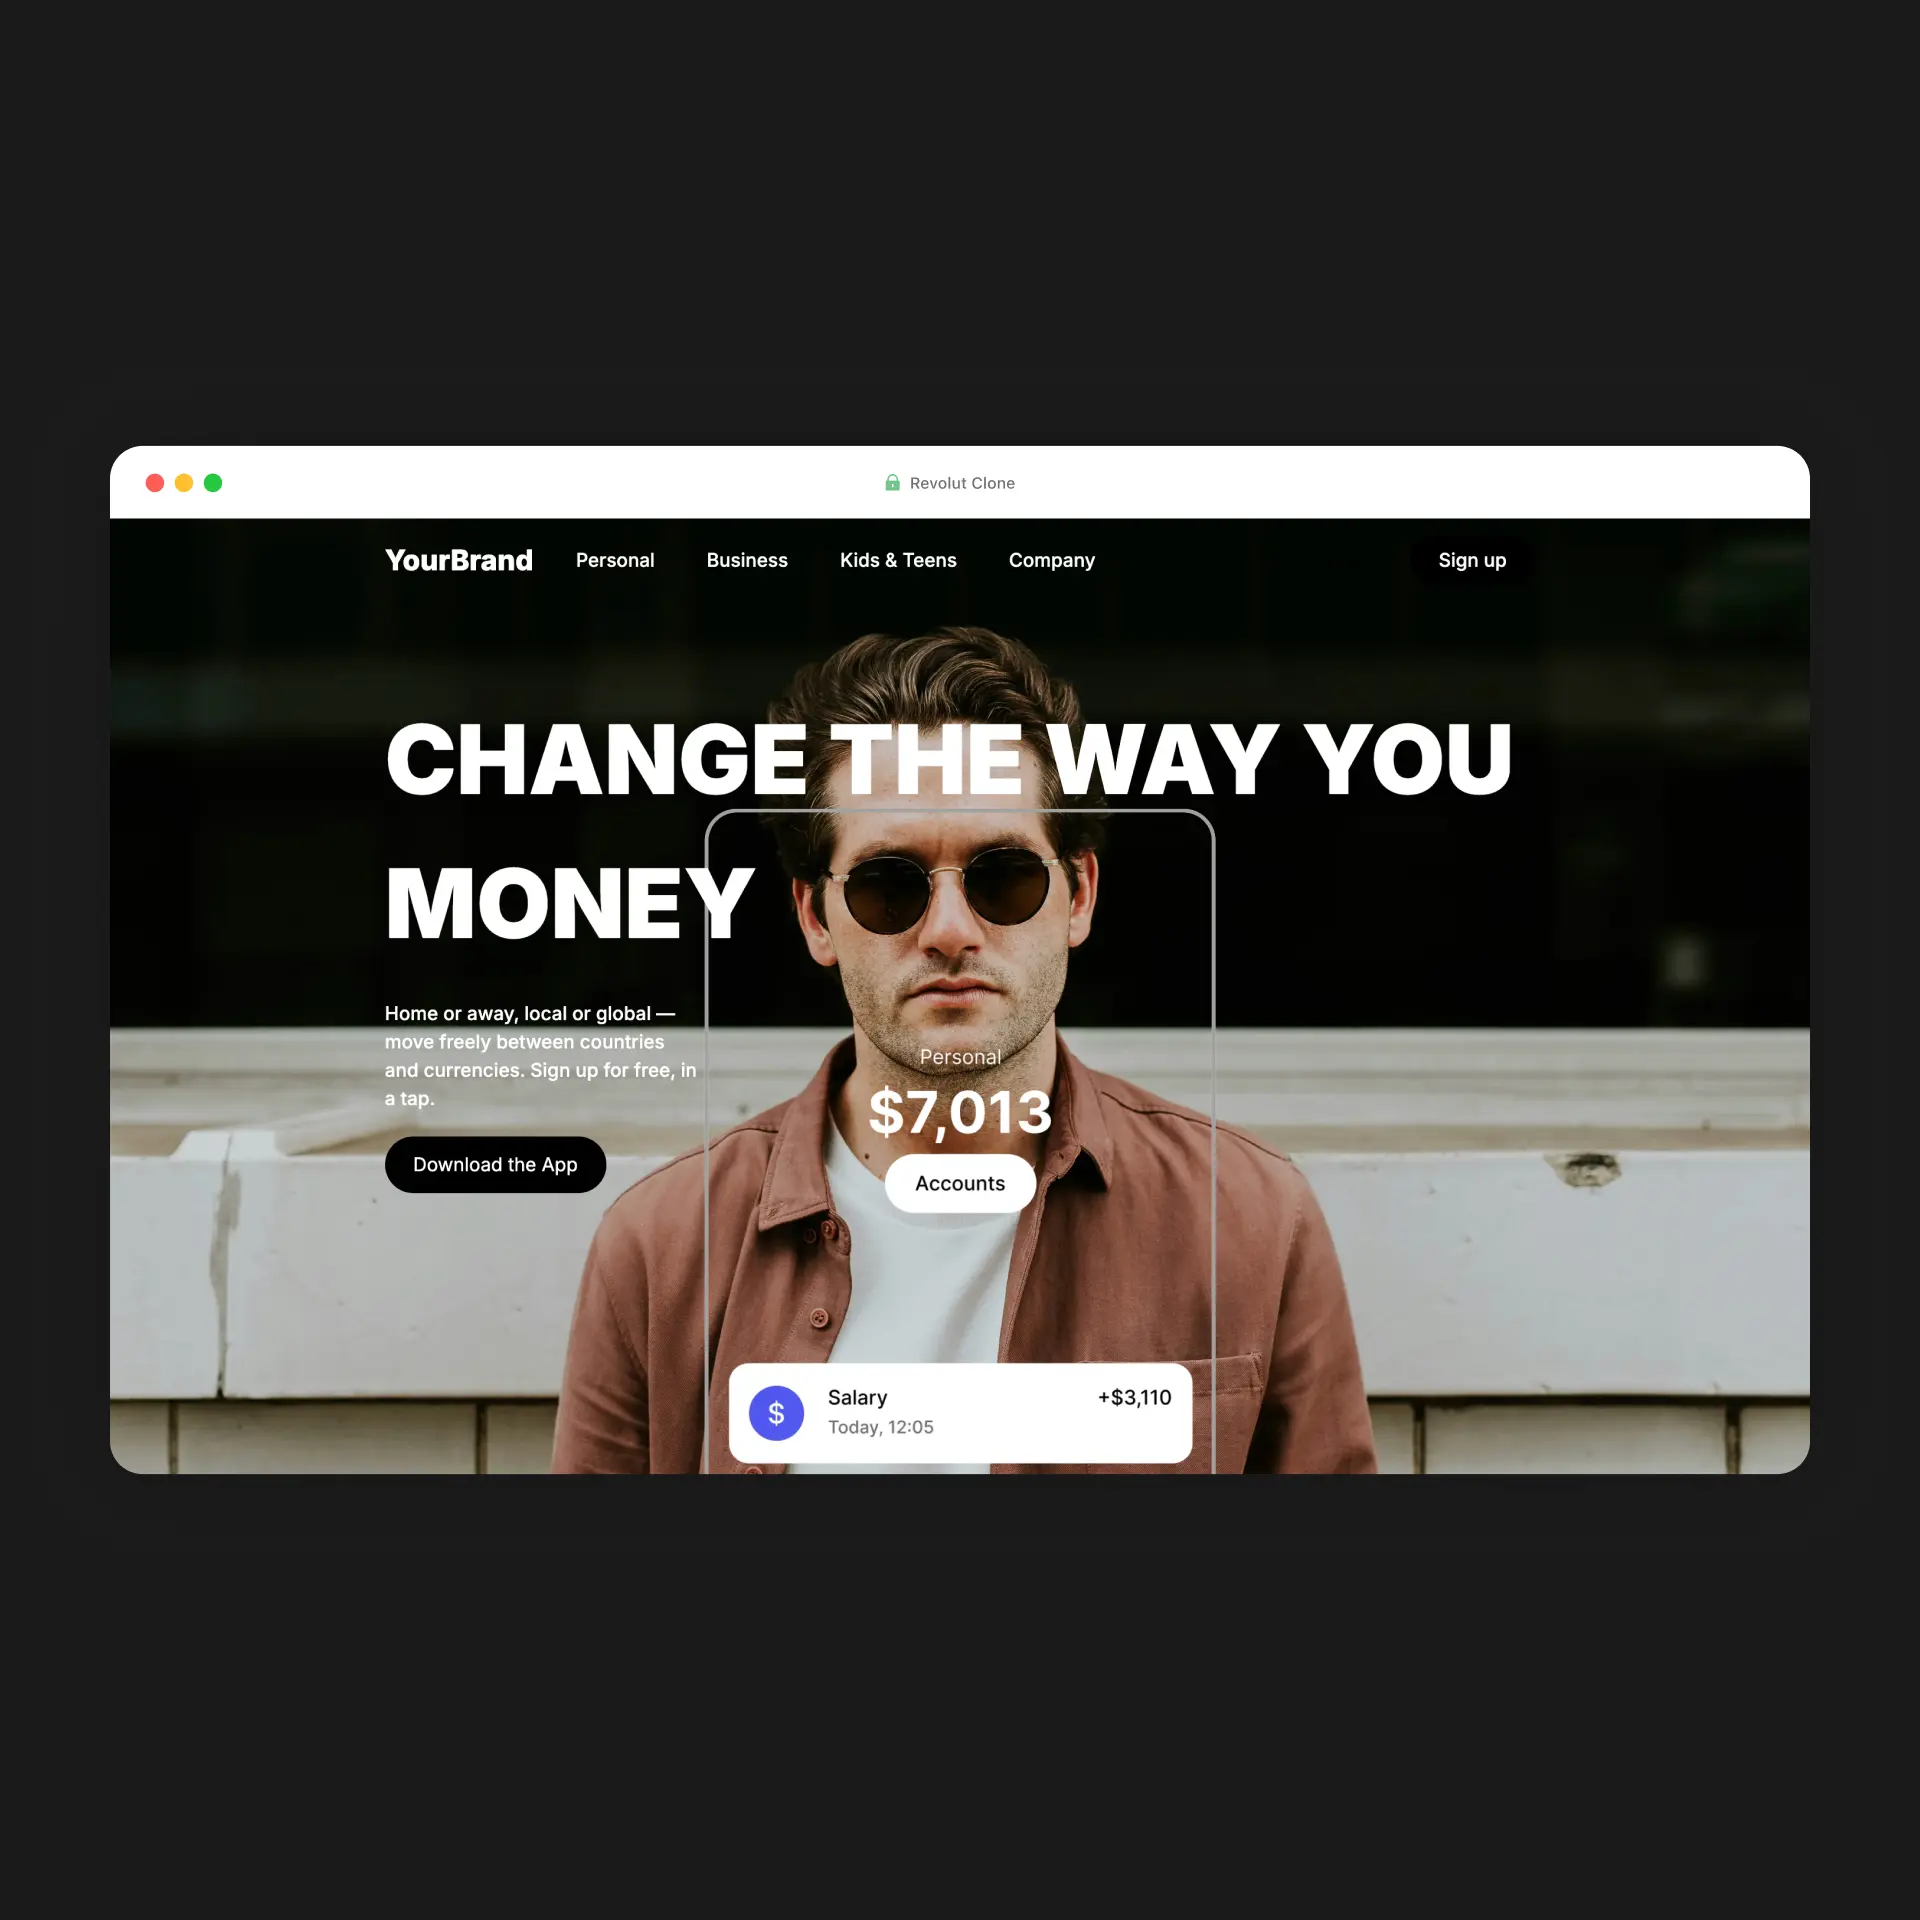 Revolut Clone
YourBrand
Personal
Business
Kids & Teens
Company
Sign up
CHANGE THE WAY YOU
MONEY
Home or away, local or global —
move freely between countries
and currencies. Sign up for free, in
a tap.
Download the App
Personal
$7,013
Accounts
$
Salary
+$3,110
Today, 12:05